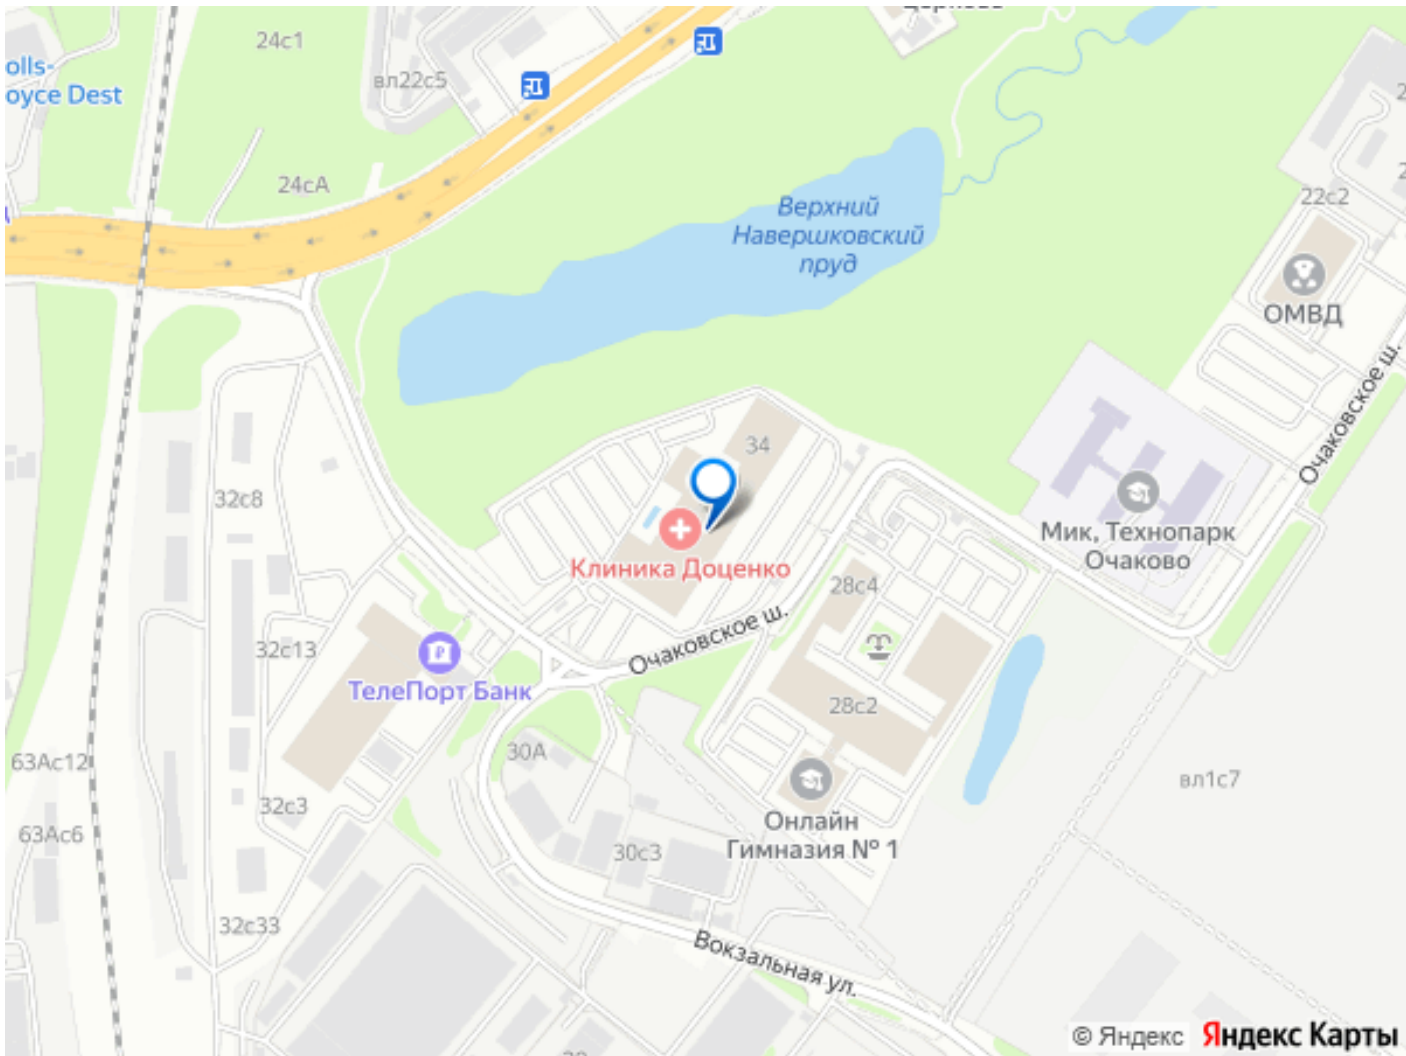 24с1
olls-
oyce Dest
вл22с5
24сА
Верхний
Навершковский
пруд
22с2
ОМВД
Очаковское ш.
34
32с8
Клиника Доценко
Мик, Технопарк
Очаково
28с4
Очаковское ш.
32с13
ТелеПорт Банк
28с2
30А
63Ас12
вл1с7
32с3
63Ас6
Онлайн
Гимназия № 1
30с3
32с33
Вокзальная ул.
© Яндекс Яндекс Карты